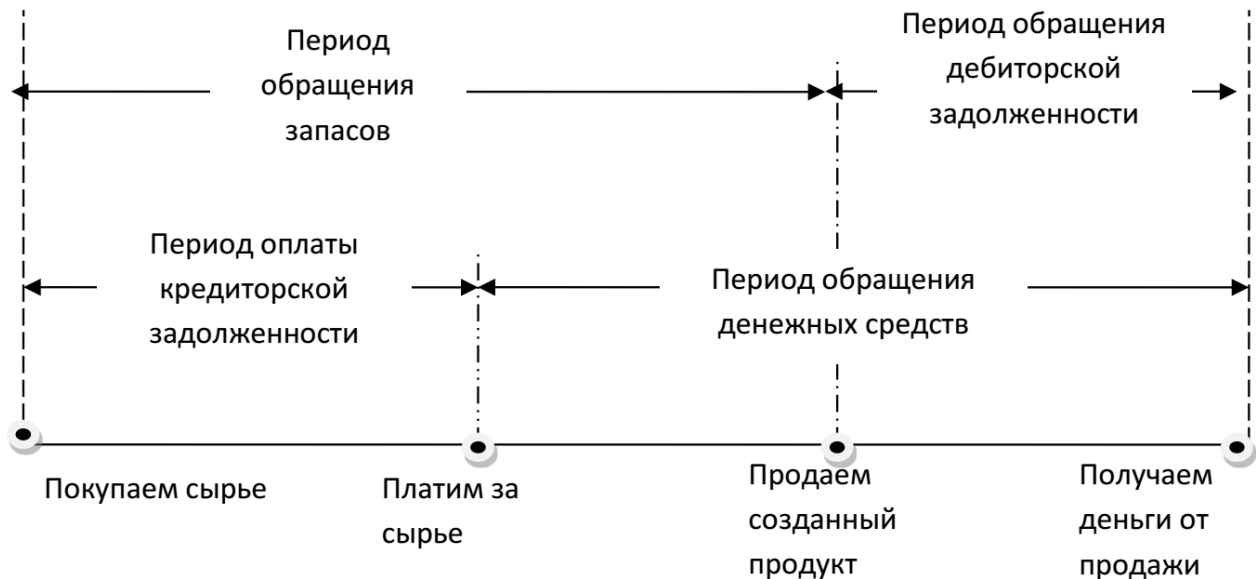 Период
обращения
запасов
Период обращения
дебиторской
задолженности
Период оплаты
кредиторской
задолженности
Период обращения
денежных средств
Покупаем сырье
Платим за
сырье
Продаем
созданный
продукт
Получаем
деньги от
продажи